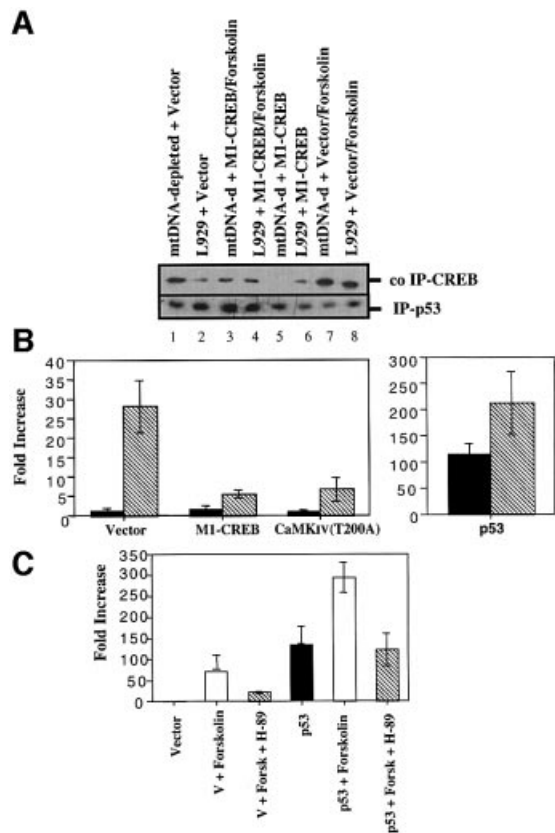 A
mtDNA-depleted + Vector
L929 + Vector
mtDNA-d + M1-CREB/Forskolin
L929 + M1-CREB/Forskolin
mtDNA-d + M1-CREB
L929 + M1-CREB
mtDNA-d + Vector/Forskolin
L929 + Vector/Forskolin
co IP-CREB
IP-p53
1 2 3 4 5 6 7 8
B
Fold Increase
40
35
30
25
20
15
10
5
0
Vector M1-CREB CaMKIV(T200A)
300
250
200
150
100
50
0
p53
C
Fold Increase
350
300
250
200
150
100
50
0
Vector
V + Forskolin
V + Forsk + H-89
p53
p53 + Forskolin
p53 + Forsk + H-89